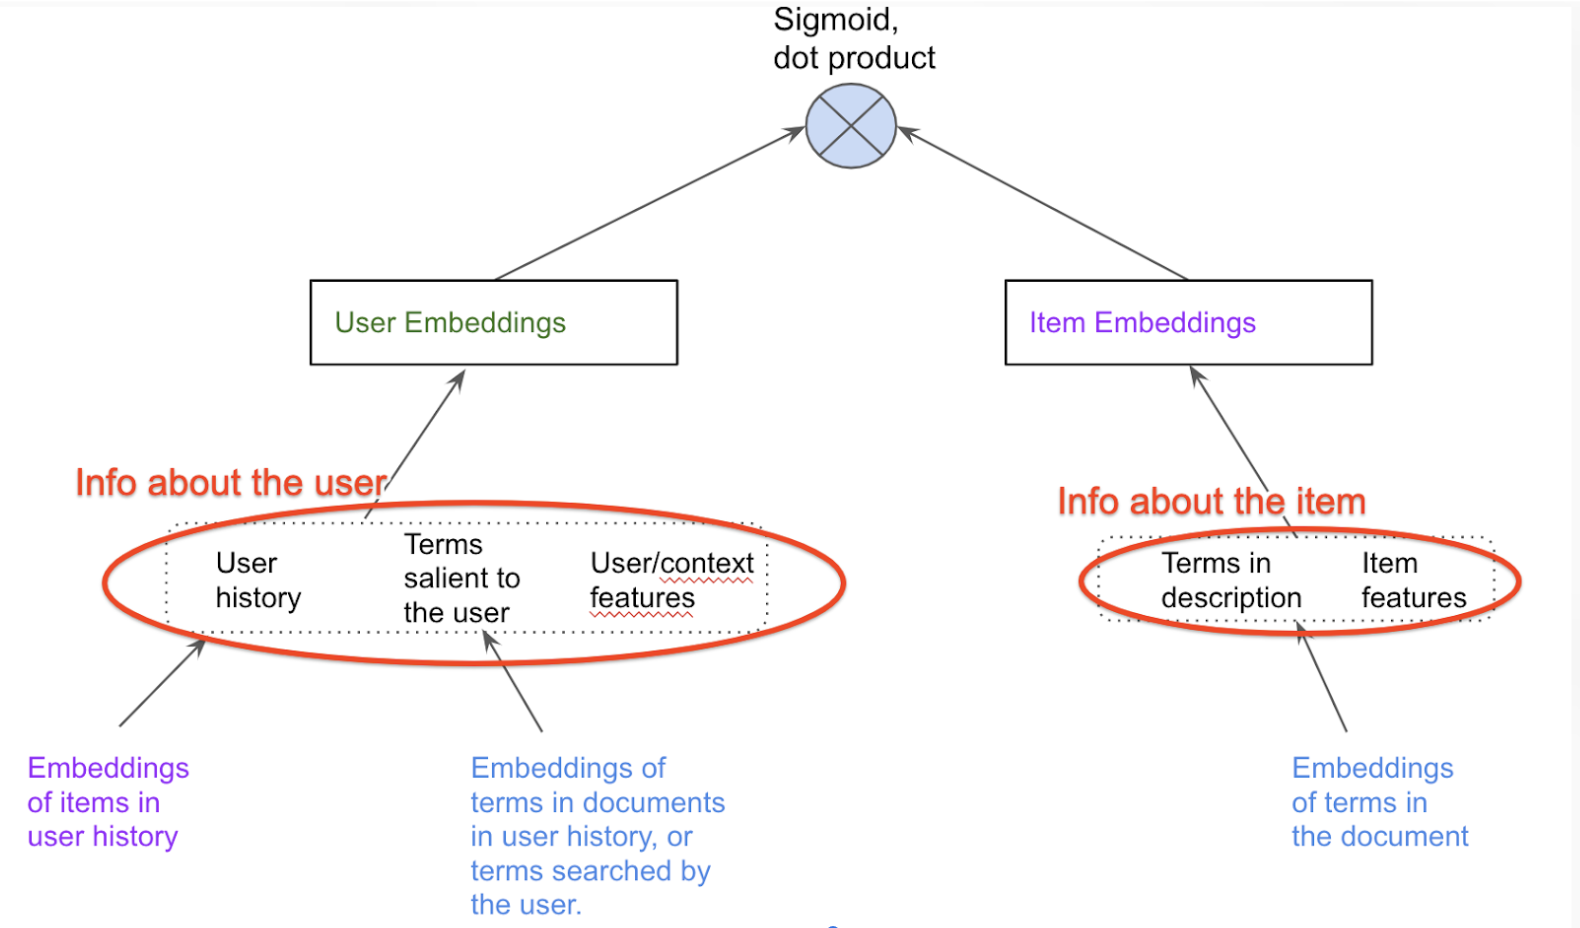 Sigmoid,
dot product
User Embeddings
Item Embeddings
Info about the user
Info about the item
User
history
Terms
salient to
the user
User/context
features
Terms in
description
Item
features
Embeddings
of items in
user history
Embeddings of
terms in documents
in user history, or
terms searched by
the user.
Embeddings
of terms in
the document